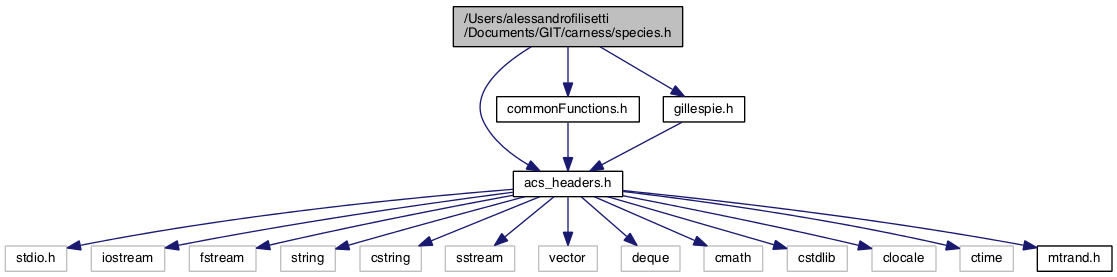 /Users/alessandrofilisetti
/Documents/GIT/carness/species.h
commonFunctions.h
gillespie.h
acs_headers.h
stdio.h
iostream
fstream
string
cstring
sstream
vector
deque
cmath
cstdlib
clocale
ctime
mtrand.h